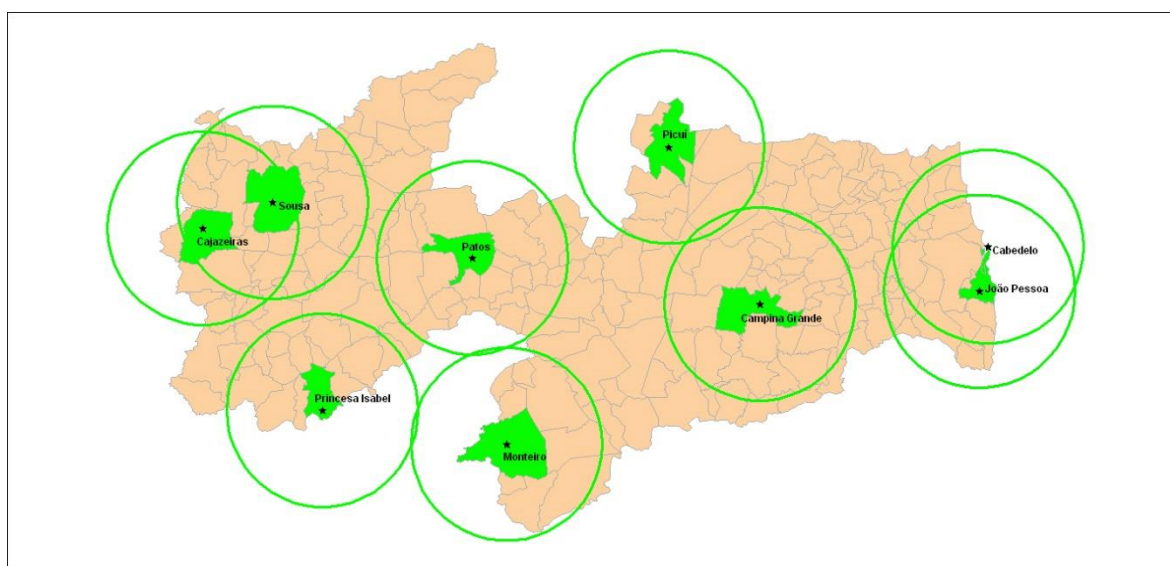 Picuí
Sousa
Cajazeiras
Patos
Cabedelo
João Pessoa
Campina Grande
Princesa Isabel
Monteiro